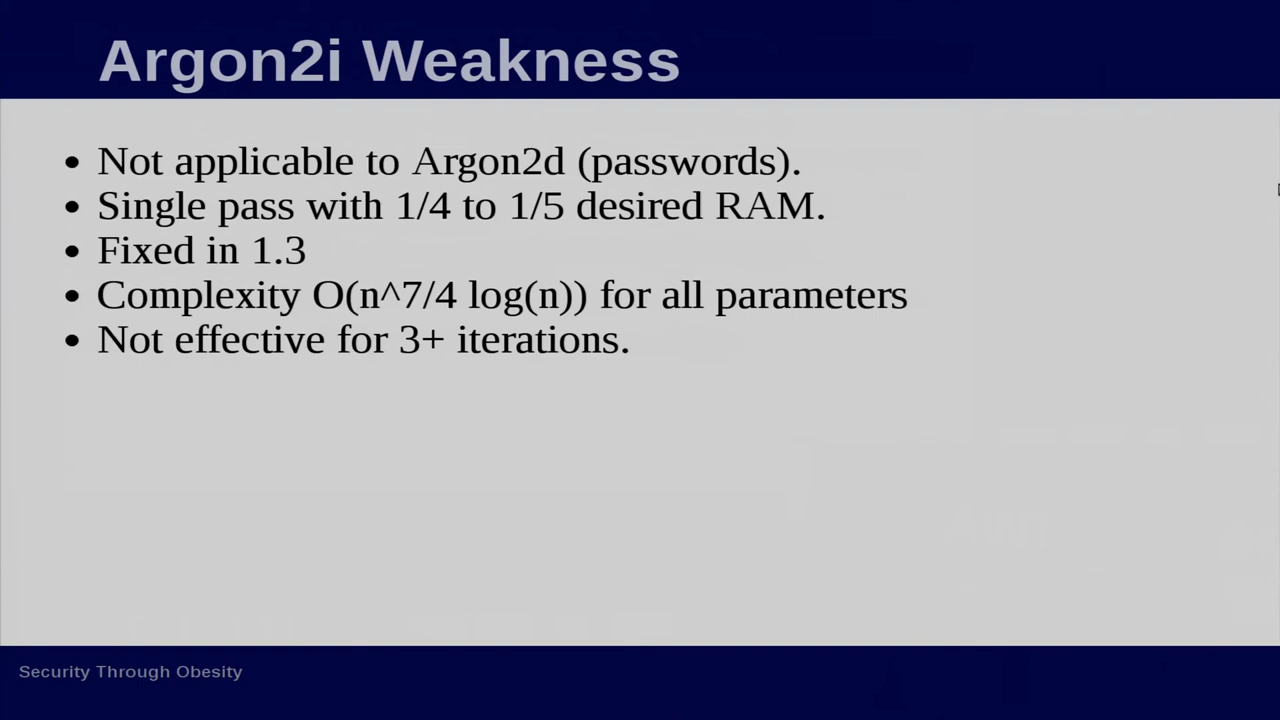 Argon2i Weakness
• Not applicable to Argon2d (passwords).
• Single pass with 1/4 to 1/5 desired RAM.
• Fixed in 1.3
• Complexity O(n^7/4 log(n)) for all parameters
• Not effective for 3+ iterations.
Security Through Obesity